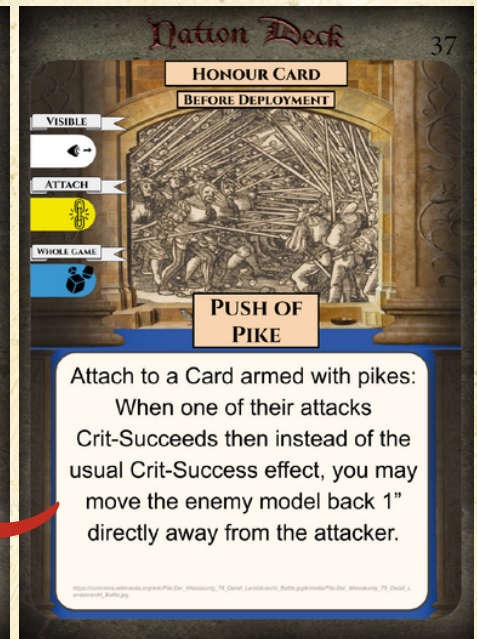 Nation Deck
37
HONOUR CARD
BEFORE DEPLOYMENT
VISIBLE
ATTACH
WHOLE GAME
PUSH OF
PIKE
Attach to a Card armed with pikes:
When one of their attacks
Crit-Succeeds then instead of the
usual Crit-Success effect, you may
move the enemy model back 1”
directly away from the attacker.